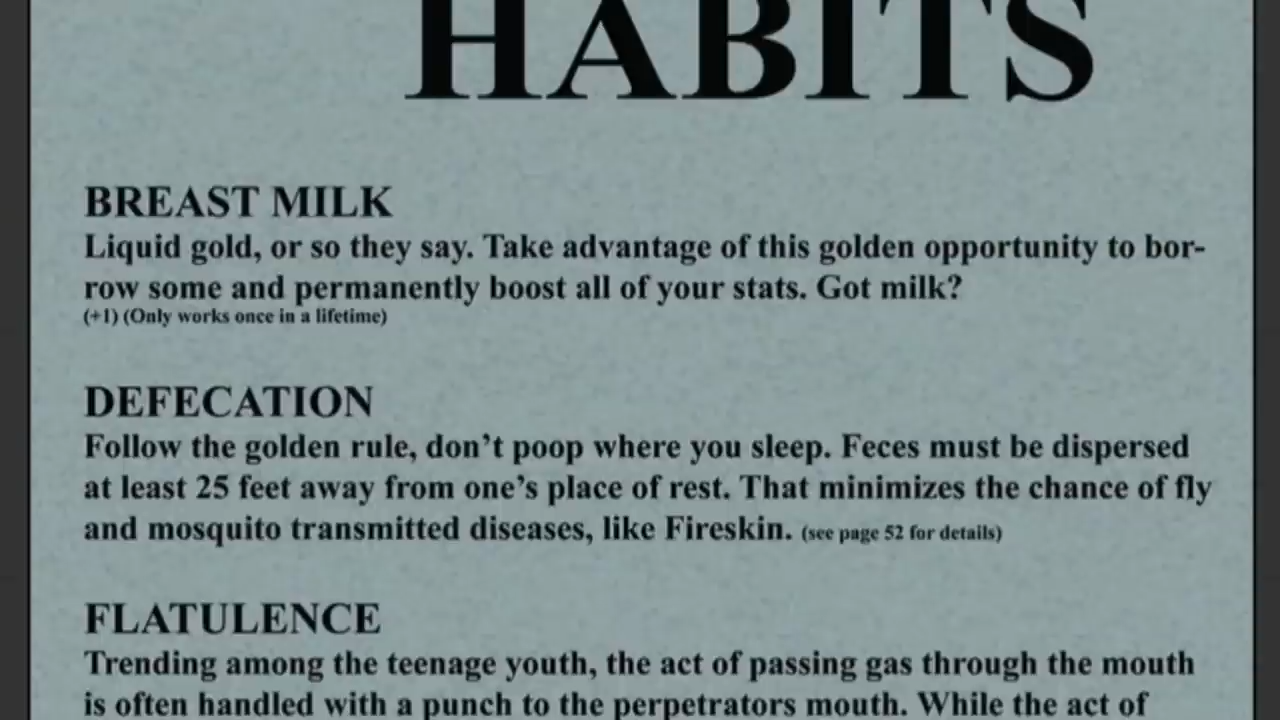 HABITS
BREAST MILK
Liquid gold, or so they say. Take advantage of this golden opportunity to bor-
row some and permanently boost all of your stats. Got milk?
(+1) (Only works once in a lifetime)
DEFECATION
Follow the golden rule, don’t poop where you sleep. Feces must be dispersed
at least 25 feet away from one’s place of rest. That minimizes the chance of fly
and mosquito transmitted diseases, like Fireskin. (see page 52 for details)
FLATULENCE
Trending among the teenage youth, the act of passing gas through the mouth
is often handled with a punch to the perpetrators mouth. While the act of